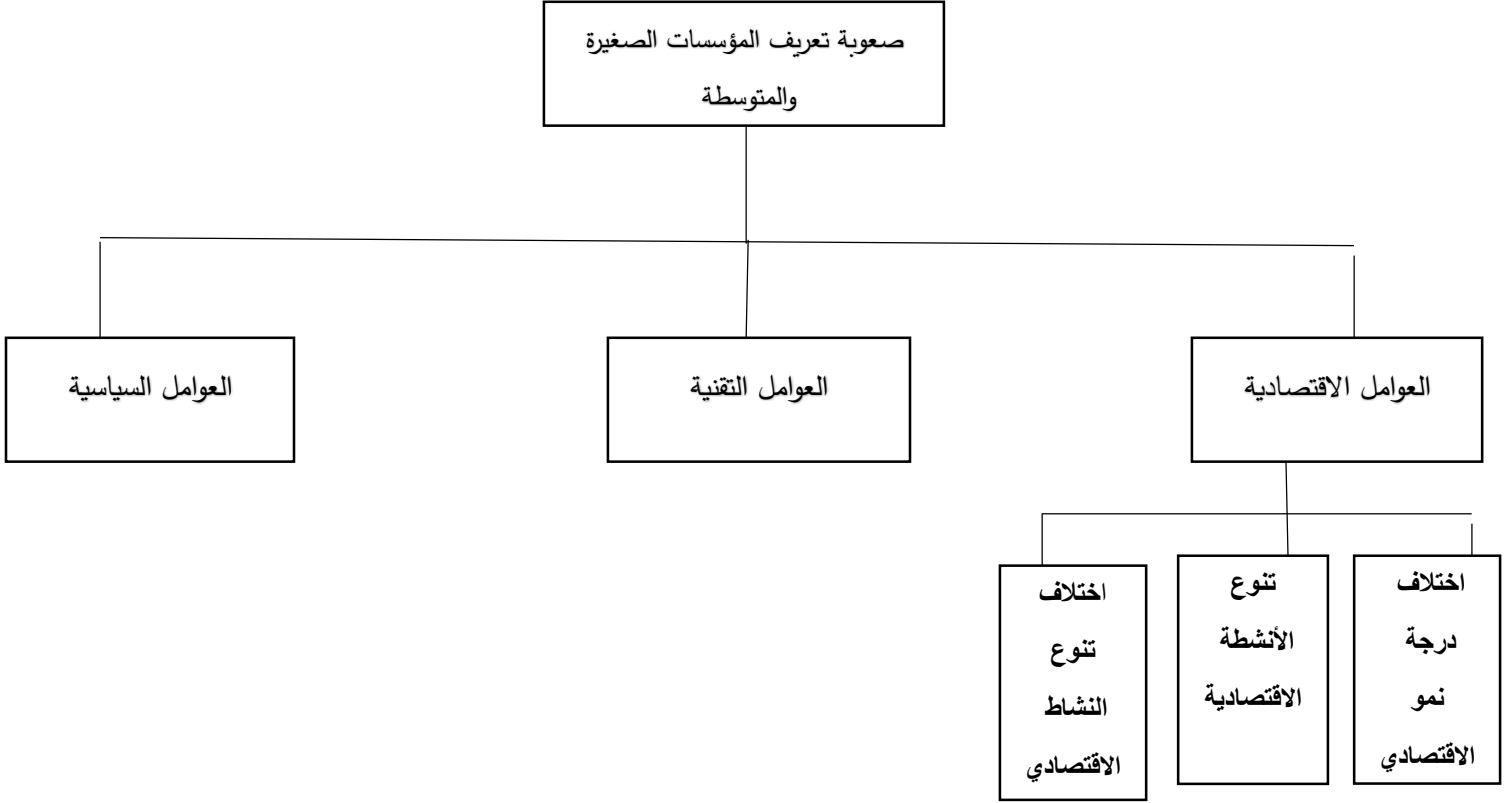 صعوبة تعريف المؤسسات الصغيرة
والمتوسطة
العوامل الاقتصادية
العوامل التقنية
العوامل السياسية
اختلاف
درجة
نمو
الاقتصادي
تنوع
الأنشطة
الاقتصادية
اختلاف
تنوع
النشاط
الاقتصادي